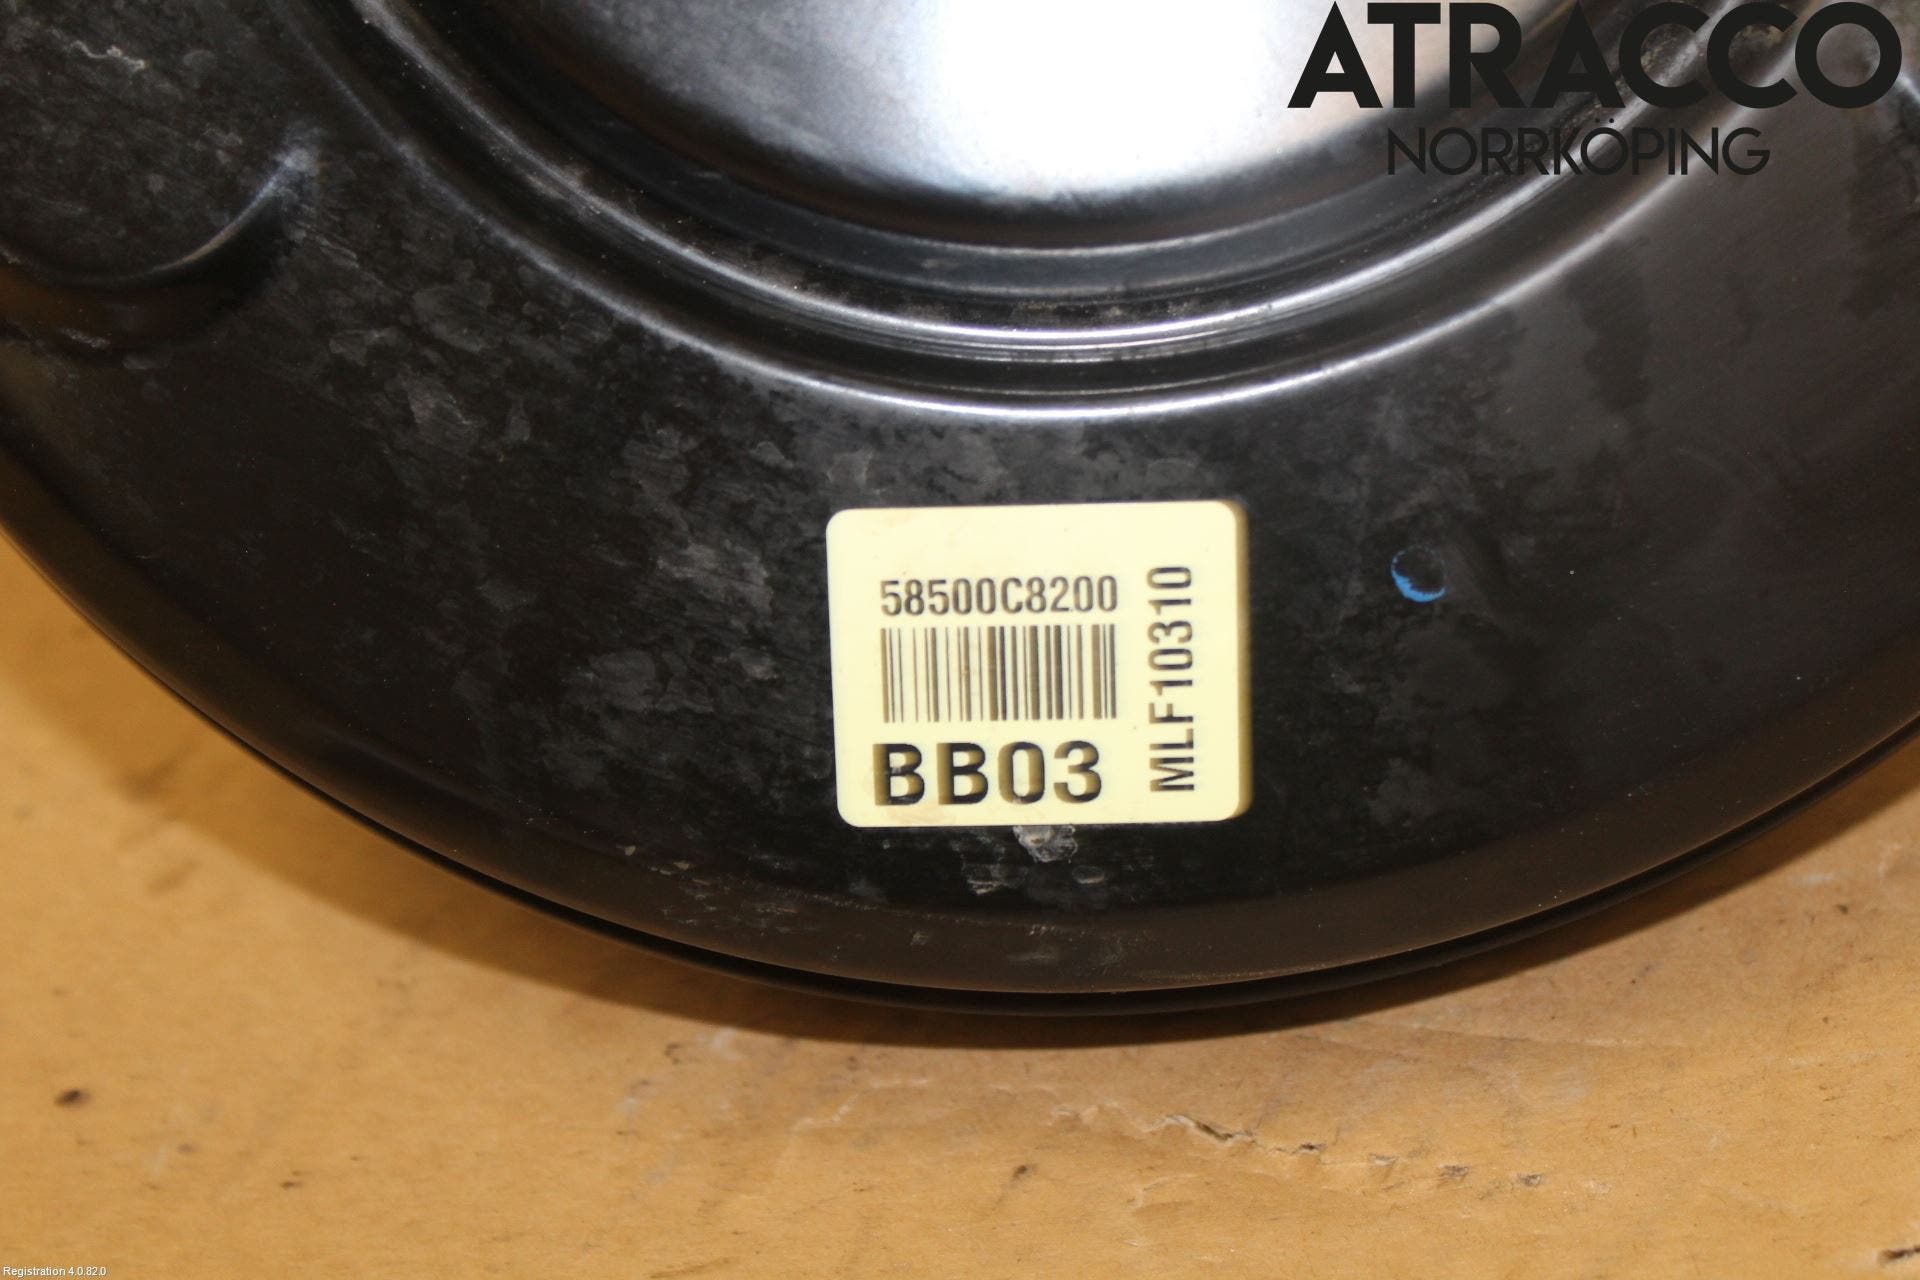 ATRACCO
NORRKÖPING
58500C8200
BB03
MLF10310
Registration 4.0.82.0